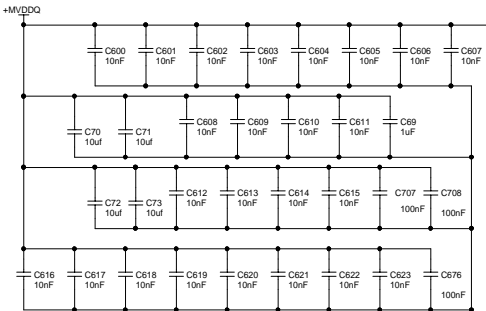 +MVDDQ
C600 C601 C602 C603 C604 C605 C606 C607
10nF 10nF 10nF 10nF 10nF 10nF 10nF 10nF
C70 C71 C608 C609 C610 C611 C69
10uf 10uf 10nF 10nF 10nF 10nF 1uF
C72 C73 C612 C613 C614 C615 C707 C708
10uf 10uf 10nF 10nF 10nF 10nF 100nF 100nF
C616 C617 C618 C619 C620 C621 C622 C623 C676
10nF 10nF 10nF 10nF 10nF 10nF 10nF 10nF 100nF